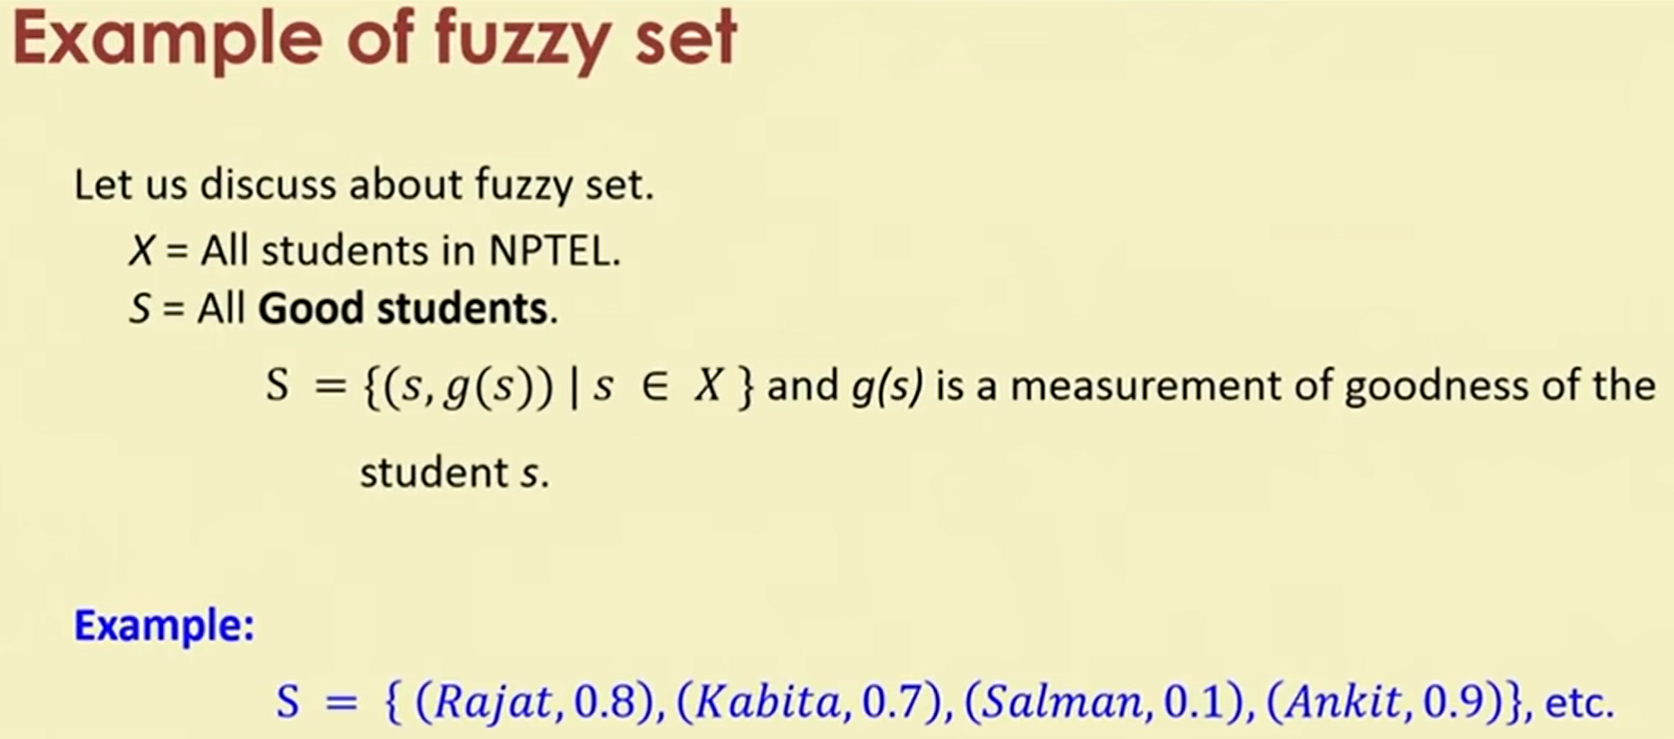 Example of fuzzy set
Let us discuss about fuzzy set.
X = All students in NPTEL.
S = All Good students.
S = {(s, g(s)) | s ∈ X } and g(s) is a measurement of goodness of the
student s.
Example:
S = { (Rajat, 0.8), (Kabita, 0.7), (Salman, 0.1), (Ankit, 0.9)}, etc.